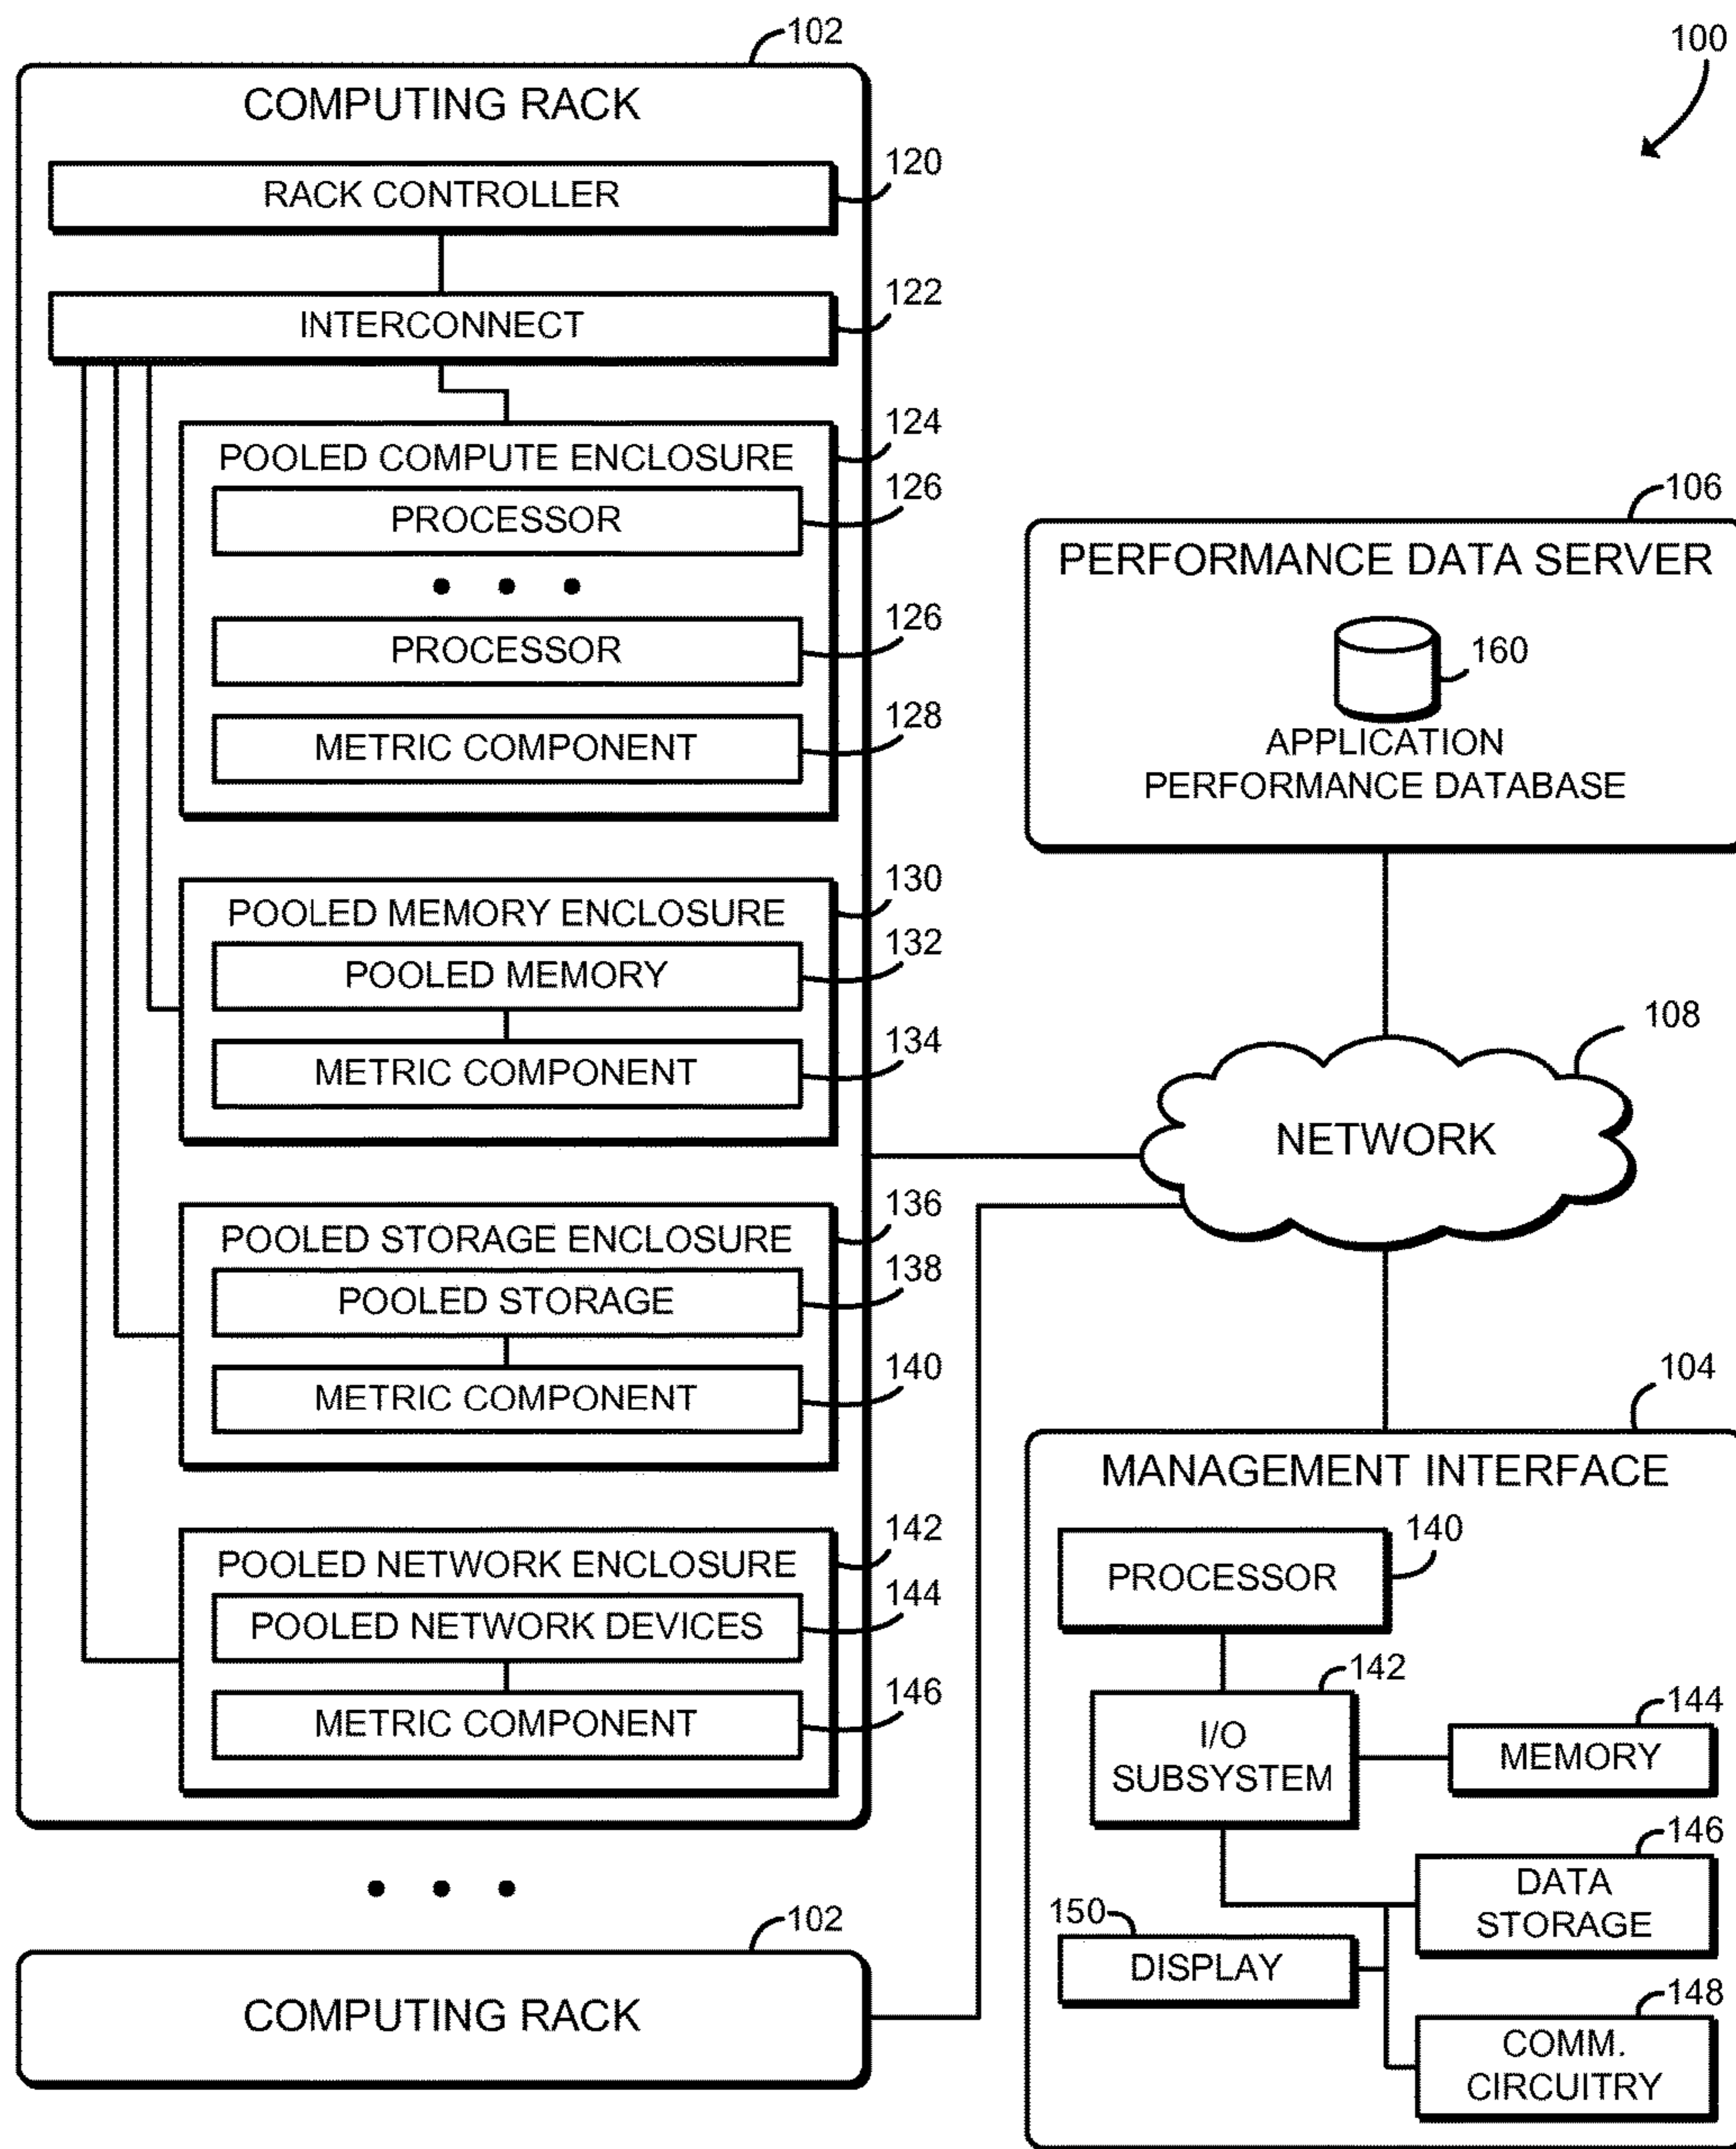 102
100
COMPUTING RACK
120
RACK CONTROLLER
122
INTERCONNECT
124
POOLED COMPUTE ENCLOSURE
126
PROCESSOR
126
PROCESSOR
128
METRIC COMPONENT
130
POOLED MEMORY ENCLOSURE
132
POOLED MEMORY
134
METRIC COMPONENT
136
POOLED STORAGE ENCLOSURE
138
POOLED STORAGE
140
METRIC COMPONENT
142
POOLED NETWORK ENCLOSURE
144
POOLED NETWORK DEVICES
146
METRIC COMPONENT
102
COMPUTING RACK
106
PERFORMANCE DATA SERVER
160
APPLICATION
PERFORMANCE DATABASE
108
NETWORK
104
MANAGEMENT INTERFACE
140
PROCESSOR
142
I/O
SUBSYSTEM
144
MEMORY
146
DATA
STORAGE
150
DISPLAY
148
COMM.
CIRCUITRY